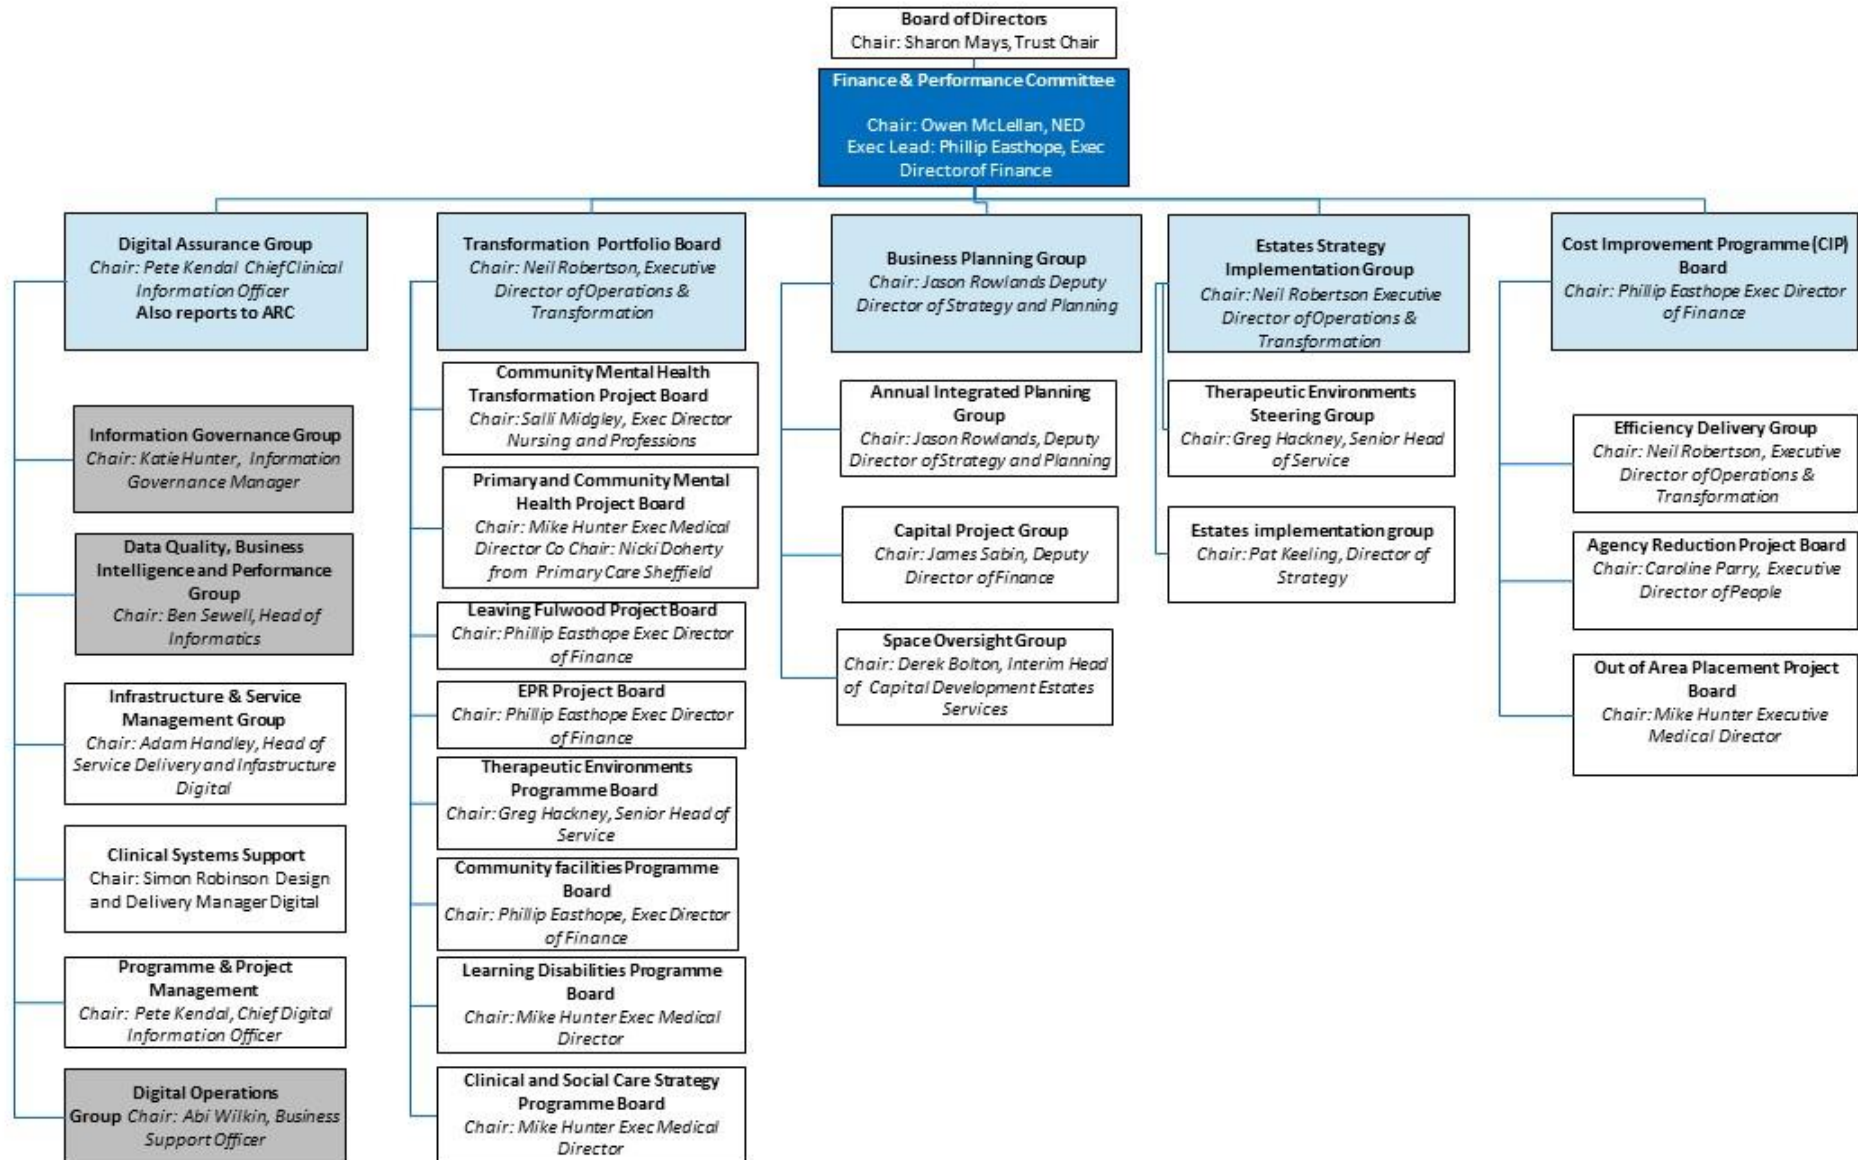 Board of Directors
Chair: Sharon Mays, Trust Chair
Finance & Performance Committee
Chair: Owen McLellan, NED
Exec Lead: Phillip Easthope, Exec
Director of Finance
Digital Assurance Group
Chair: Pete Kendal Chief Clinical
Information Officer
Also reports to ARC
Information Governance Group
Chair: Katie Hunter, Information
Governance Manager
Data Quality, Business
Intelligence and Performance
Group
Chair: Ben Sewell, Head of
Informatics
Infrastructure & Service
Management Group
Chair: Adam Handley, Head of
Service Delivery and Infastructure
Digital
Clinical Systems Support
Chair: Simon Robinson Design
and Delivery Manager Digital
Programme & Project
Management
Chair: Pete Kendal, Chief Digital
Information Officer
Digital Operations
Group Chair: Abi Wilkin, Business
Support Officer
Transformation Portfolio Board
Chair: Neil Robertson, Executive
Director of Operations &
Transformation
Community Mental Health
Transformation Project Board
Chair: Salli Midgley, Exec Director
Nursing and Professions
Primary and Community Mental
Health Project Board
Chair: Mike Hunter Exec Medical
Director Co Chair: Nicki Doherty
from Primary Care Sheffield
Leaving Fulwood Project Board
Chair: Phillip Easthope Exec Director
of Finance
EPR Project Board
Chair: Phillip Easthope Exec Director
of Finance
Therapeutic Environments
Programme Board
Chair: Greg Hackney, Senior Head of
Service
Community facilities Programme
Board
Chair: Phillip Easthope, Exec Director
of Finance
Learning Disabilities Programme
Board
Chair: Mike Hunter Exec Medical
Director
Clinical and Social Care Strategy
Programme Board
Chair: Mike Hunter Exec Medical
Director
Business Planning Group
Chair: Jason Rowlands Deputy
Director of Strategy and Planning
Annual Integrated Planning
Group
Chair: Jason Rowlands, Deputy
Director of Strategy and Planning
Capital Project Group
Chair: James Sabin, Deputy
Director of Finance
Space Oversight Group
Chair: Derek Bolton, Interim Head
of Capital Development Estates
Services
Estates Strategy
Implementation Group
Chair: Neil Robertson Executive
Director of Operations &
Transformation
Therapeutic Environments
Steering Group
Chair: Greg Hackney, Senior Head
of Service
Estates implementation group
Chair: Pat Keeling, Director of
Strategy
Cost Improvement Programme (CIP)
Board
Chair: Phillip Easthope Exec Director
of Finance
Efficiency Delivery Group
Chair: Neil Robertson, Executive
Director of Operations &
Transformation
Agency Reduction Project Board
Chair: Caroline Parry, Executive
Director of People
Out of Area Placement Project
Board
Chair: Mike Hunter Executive
Medical Director